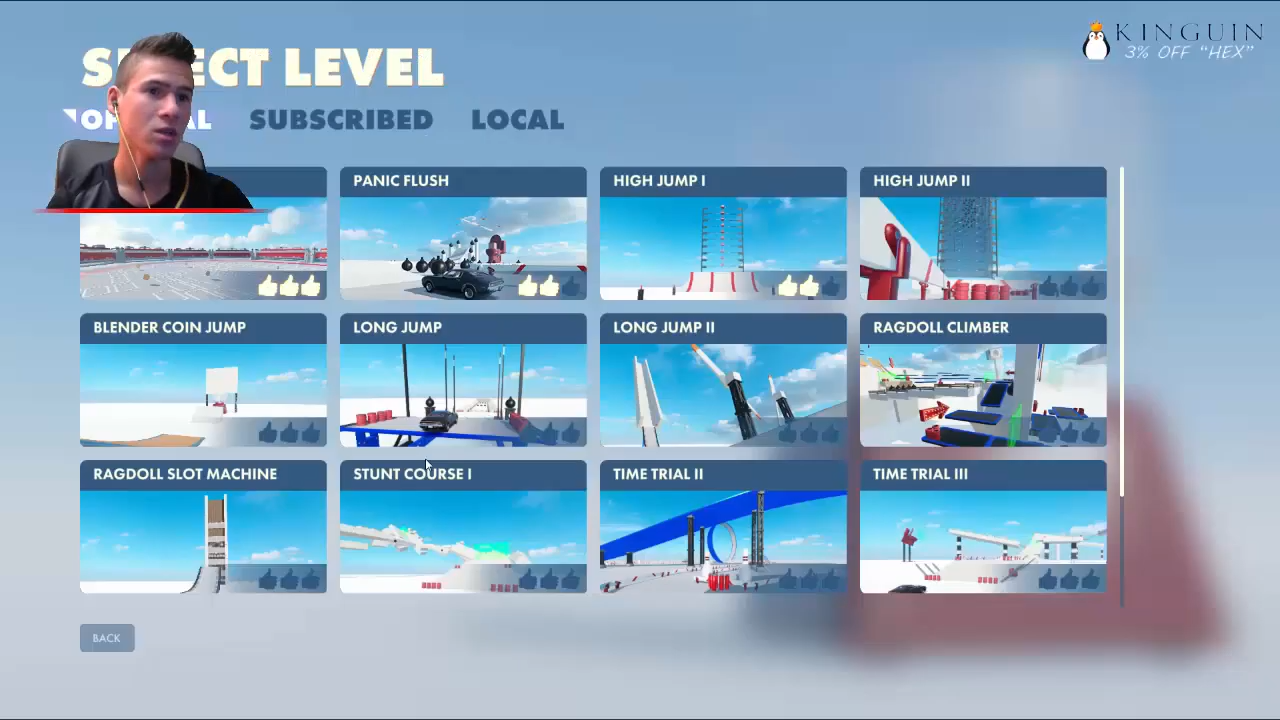 KINGUIN
3% OFF "HEX"
LEVEL
SUBSCRIBED
LOCAL
PANIC FLUSH
HIGH JUMP I
HIGH JUMP II
BLENDER COIN JUMP
LONG JUMP
LONG JUMP II
RAGDOLL CLIMBER
RAGDOLL SLOT MACHINE
STUNT COURSE I
TIME TRIAL II
TIME TRIAL III
BACK